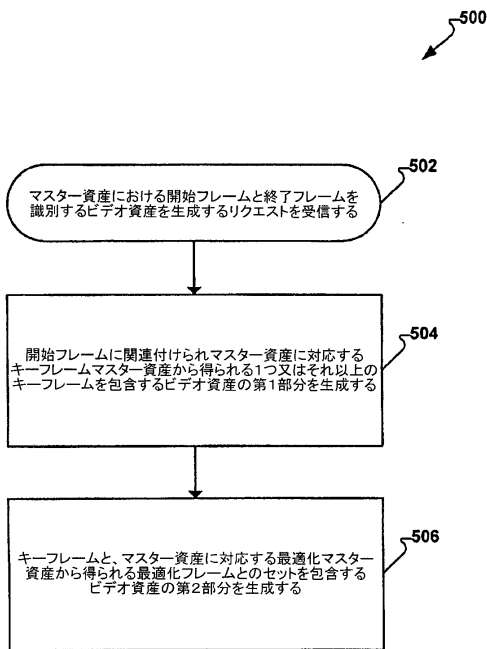 500
502
マスター資産における開始フレームと終了フレームを
識別するビデオ資産を生成するリクエストを受信する
504
開始フレームに関連付けられマスター資産に対応する
キーフレームマスター資産から得られる1つ又はそれ以上の
キーフレームを包含するビデオ資産の第1部分を生成する
506
キーフレームと、マスター資産に対応する最適化マスター
資産から得られる最適化フレームとのセットを包含する
ビデオ資産の第2部分を生成する